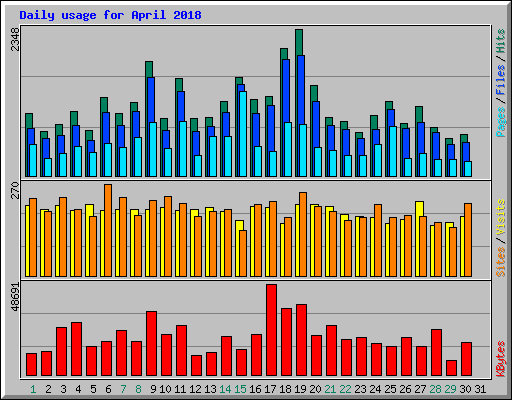 Daily usage for April 2018
2348
Pages / Files / Hits
270
Sites / Visits
48691
KBytes
1 2 3 4 5 6 7 8 9 10 11 12 13 14 15 16 17 18 19 20 21 22 23 24 25 26 27 28 29 30 31